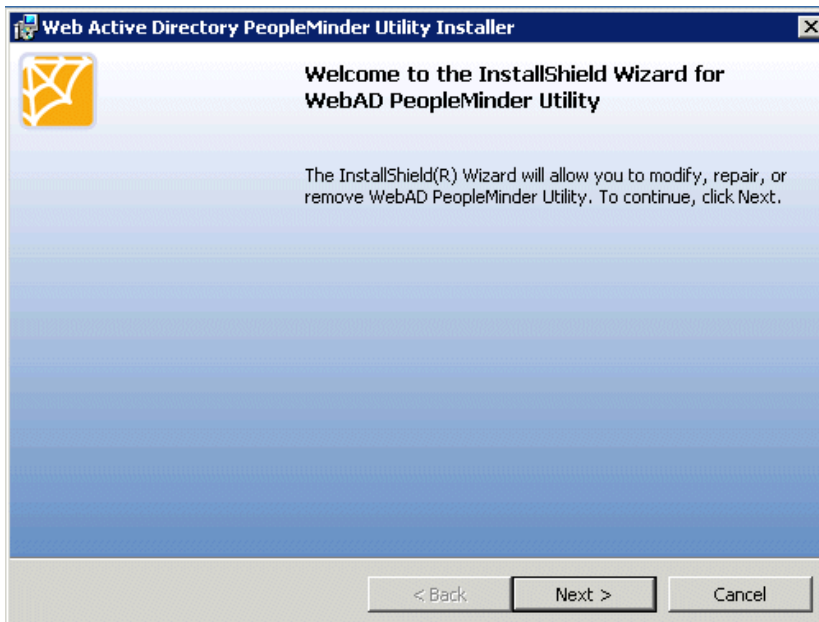 Web Active Directory PeopleMinder Utility Installer
Welcome to the InstallShield Wizard for
WebAD PeopleMinder Utility
The InstallShield(R) Wizard will allow you to modify, repair, or
remove WebAD PeopleMinder Utility. To continue, click Next.
< Back
Next >
Cancel